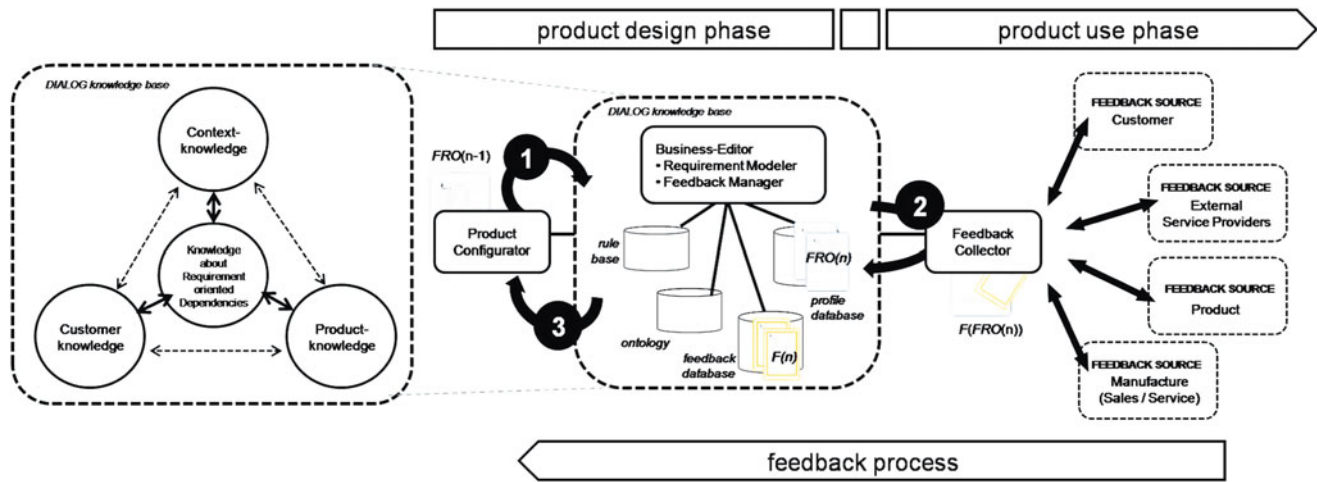 product design phase
product use phase
DIALOG knowledge base
Context-
knowledge
Knowledge
about
Requirement
oriented
Dependencies
Customer
knowledge
Product-
knowledge
FRO(n-1)
1
Product
Configurator
3
DIALOG knowledge base
Business-Editor
• Requirement Modeler
• Feedback Manager
rule
base
ontology
feedback
database
F(n)
FRO(n)
profile
database
2
Feedback
Collector
F(FRO(n))
FEEDBACK SOURCE
Customer
FEEDBACK SOURCE
External
Service Providers
FEEDBACK SOURCE
Product
FEEDBACK SOURCE
Manufacture
(Sales / Service)
feedback process